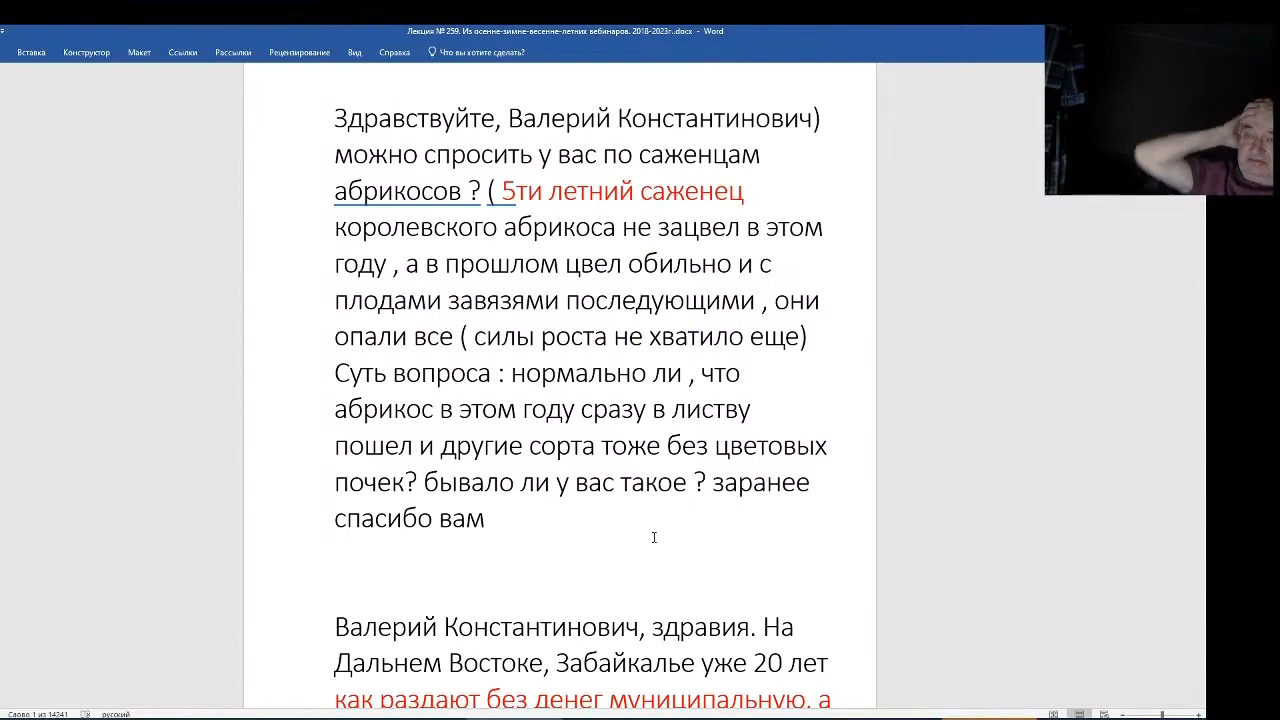 Лекция № 259. Из осенне-зимне-весенне-летних вебинаров. 2018-2023г..docx - Word
Вставка Конструктор Макет Ссылки Рассылки Рецензирование Вид Справка Что вы хотите сделать?
Здравствуйте, Валерий Константинович)
можно спросить у вас по саженцам
абрикосов ? ( 5ти летний саженец
королевского абрикоса не зацвел в этом
году , а в прошлом цвел обильно и с
плодами завязями последующими , они
опали все ( силы роста не хватило еще)
Суть вопроса : нормально ли , что
абрикос в этом году сразу в листву
пошел и другие сорта тоже без цветовых
почек? бывало ли у вас такое ? заранее
спасибо вам
Валерий Константинович, здравия. На
Дальнем Востоке, Забайкалье уже 20 лет
как раздают без денег муниципальную, а
Слово 1 из 14241 русский